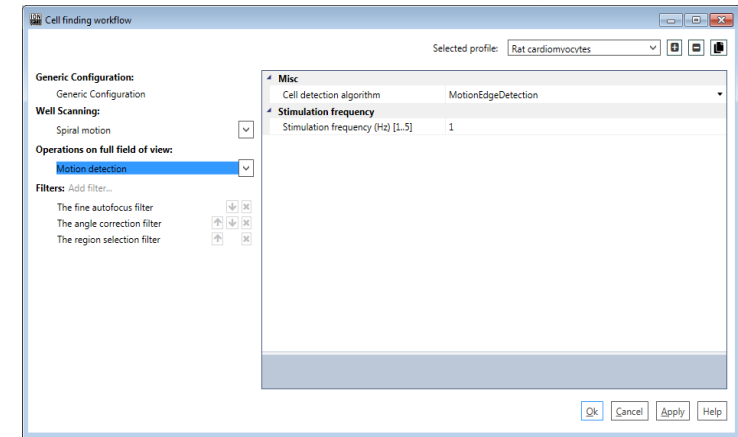 Cell finding workflow
Selected profile: Rat cardiomyocytes
Generic Configuration:
Generic Configuration
Well Scanning:
Spiral motion
Operations on full field of view:
Motion detection
Filters: Add filter...
The fine autofocus filter
The angle correction filter
The region selection filter
Misc
Cell detection algorithm MotionEdgeDetection
Stimulation frequency
Stimulation frequency (Hz) [1..5] 1
Ok Cancel Apply Help